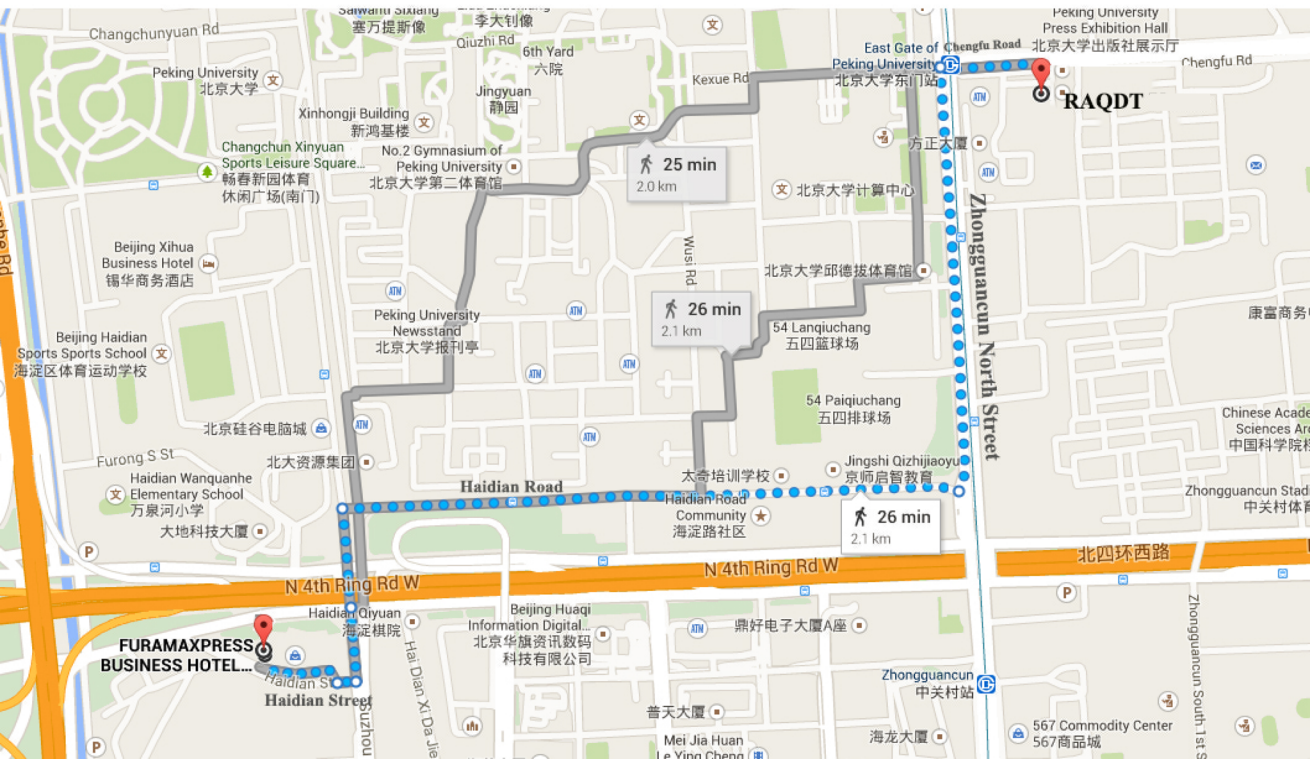 Changchunyuan Rd
塞万提斯像
李大钊像
Qiuzhi Rd
6th Yard
六院
Peking University
Press Exhibition Hall
北京大学出版社展示厅
East Gate of
Peking University
北京大学东门站
Chengfu Road
Chengfu Rd
Peking University
北京大学
Jingyuan
静园
Kexue Rd
ATM
RAQDT
Xinhongji Building
新鸿基楼
方正大厦
Changchun Xinyuan
Sports Leisure Square...
畅春新园体育
休闲广场(南门)
No.2 Gymnasium of
Peking University
北京大学第二体育馆
25 min
2.0 km
ATM
北京大学计算中心
Zhongguancun North Street
Wusi Rd
Beijing Xihua
Business Hotel
锡华商务酒店
北京大学邱德拔体育馆
ATM
26 min
2.1 km
Peking University
Newsstand
北京大学报刊亭
ATM
54 Lanqiuchang
五四篮球场
康富商务
Beijing Haidian
Sports Sports School
海淀区体育运动学校
ATM
ATM
54 Paiqiuchang
五四排球场
北京硅谷电脑城
ATM
ATM
Chinese Acade
Sciences Ar
中国科学院
Furong S St
北大资源集团
太奇培训学校
Jingshi Qizhijiaoyu
京师启智教育
Haidian Wanquanhe
Elementary School
万泉河小学
Haidian Road
Haidian Road
Community
海淀路社区
Zhongguancun Stadi
中关村体育
大地科技大厦
26 min
2.1 km
P
N 4th Ring Rd W
N 4th Ring Rd W
北四环西路
P
Haidian Qiyuan
海淀棋院
Beijing Huaqi
Information Digital...
北京华旗资讯数码
科技有限公司
ATM
鼎好电子大厦A座
FURAMAXPRESS
BUSINESS HOTEL...
Haidian St
Haidian Street
Hai Dian Xi Da Jie
Suzhou
Zhongguancun
中关村站
Zhongguancun South 1st S
普天大厦
Mei Jia Huan
Le Ying Cheng
海龙大厦
567 Commodity Center
567商品城
P